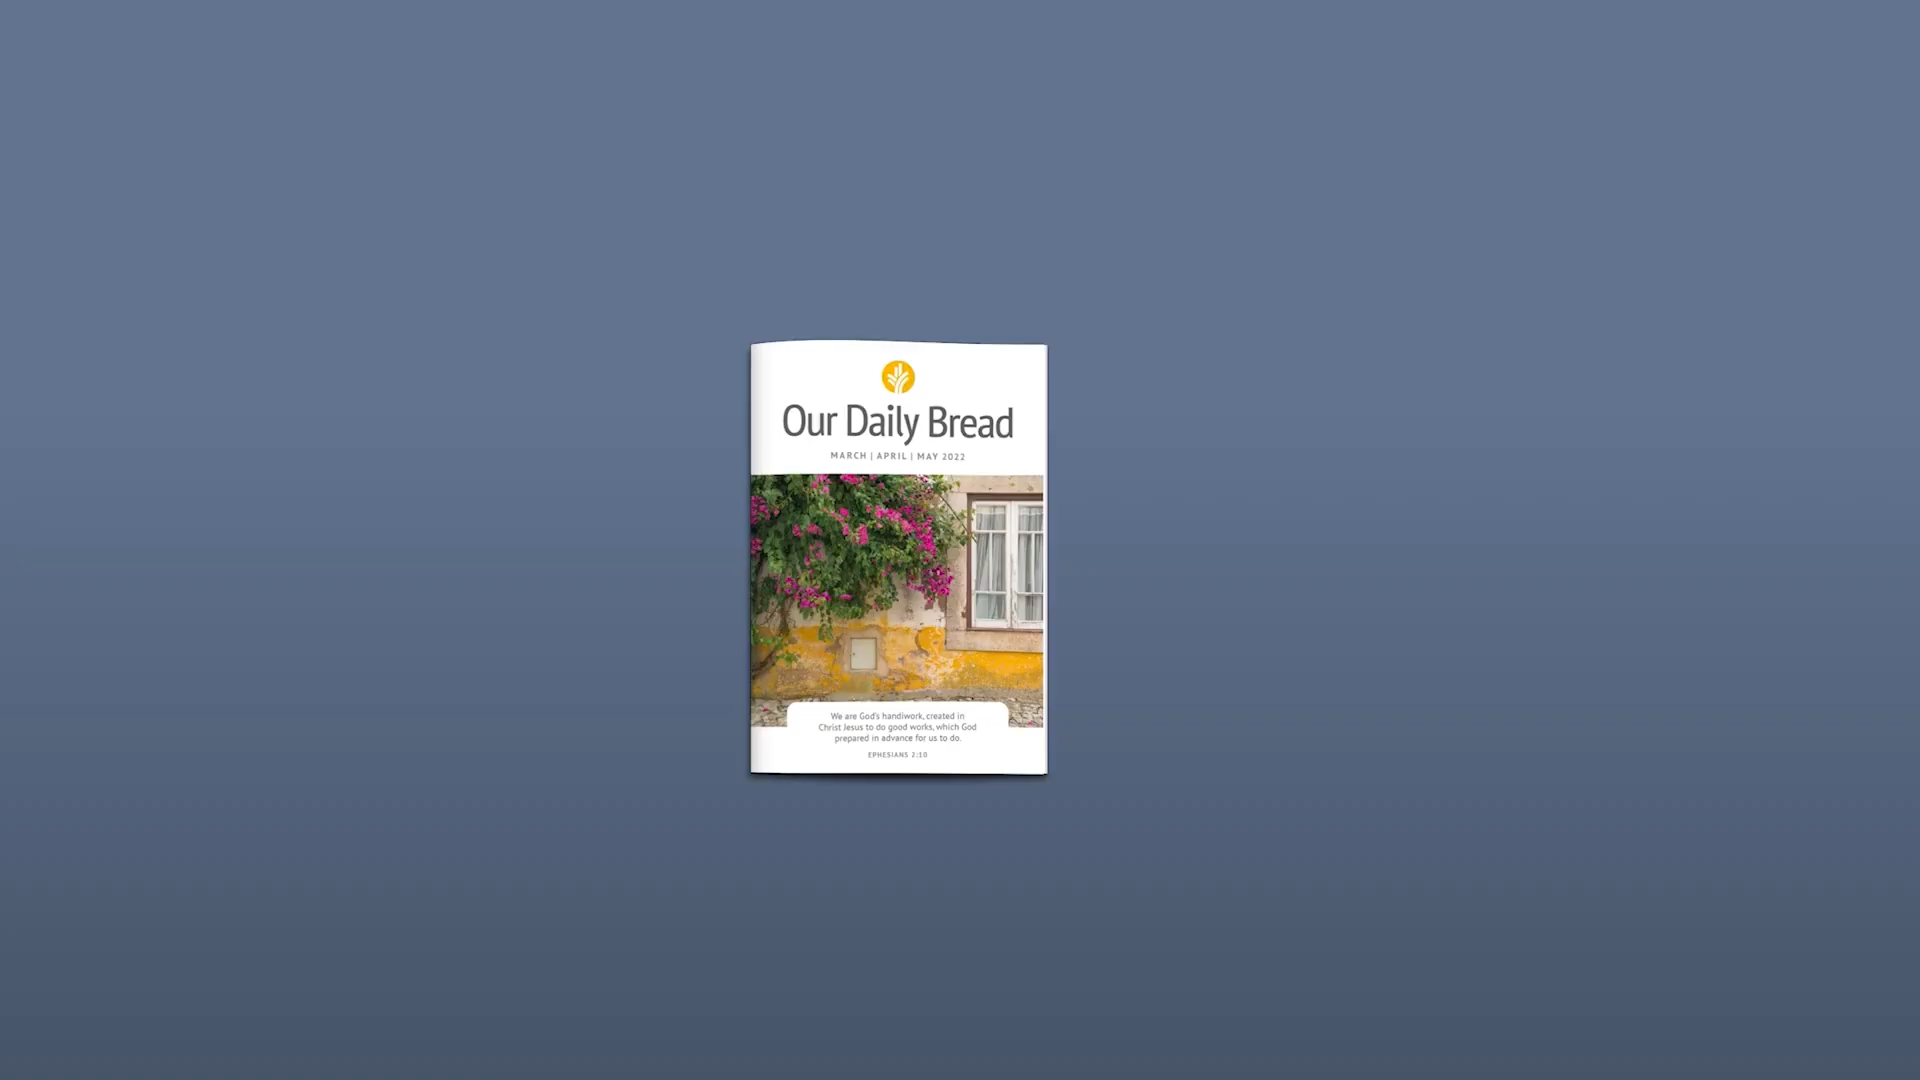 Our Daily Bread
MARCH | APRIL | MAY 2022
We are God's handiwork, created in
Christ Jesus to do good works, which God
prepared in advance for us to do.
EPHESIANS 2:10